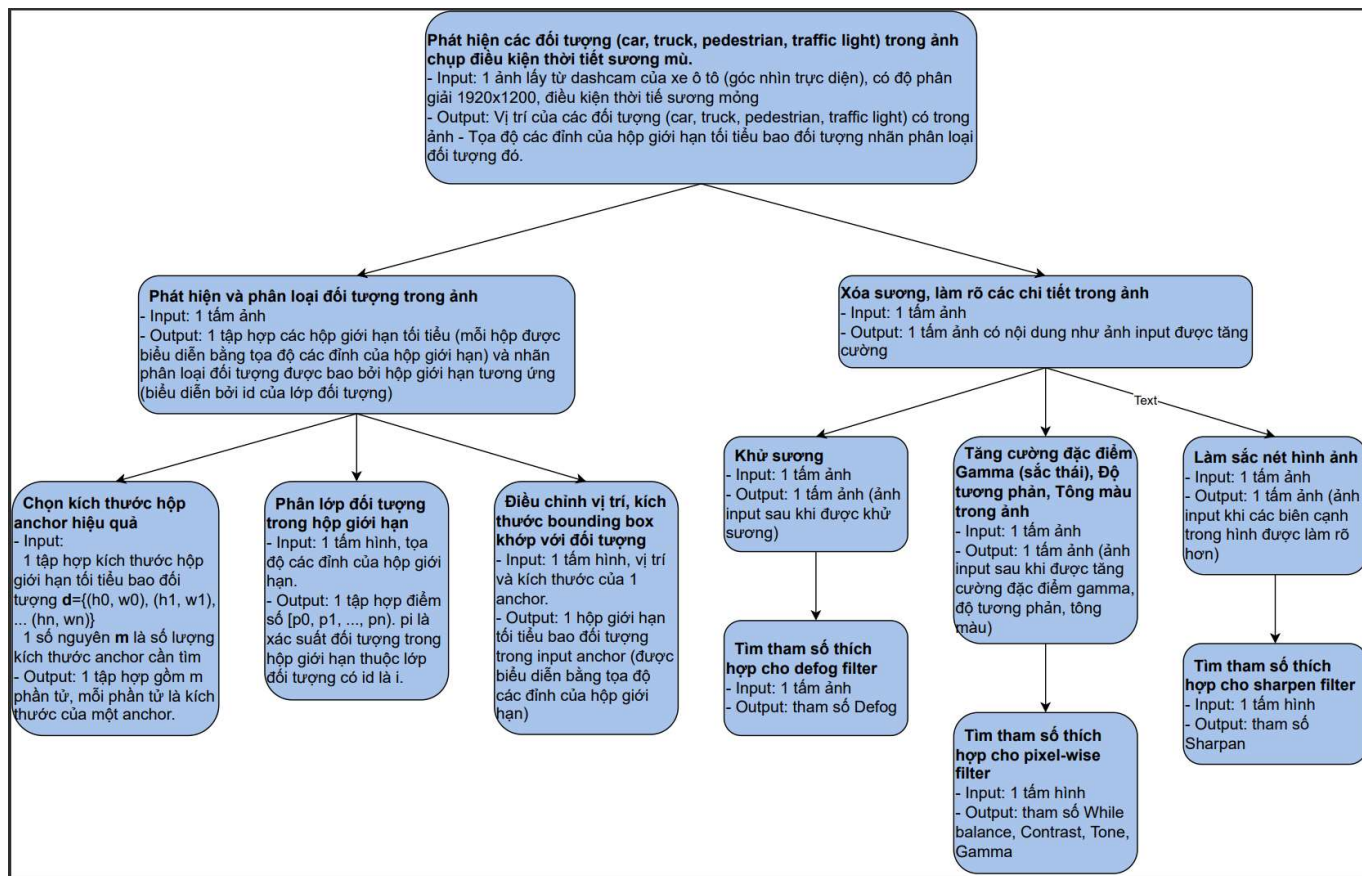 Phát hiện các đối tượng (car, truck, pedestrian, traffic light) trong ảnh
chụp điều kiện thời tiết sương mù.
- Input: 1 ảnh lấy từ dashcam của xe ô tô (góc nhìn trực diện), có độ phân
giải 1920x1200, điều kiện thời tiế sương mỏng
- Output: Vị trí của các đối tượng (car, truck, pedestrian, traffic light) có trong
ảnh - Tọa độ các đỉnh của hộp giới hạn tối tiểu bao đối tượng nhãn phân loại
đối tượng đó.
Phát hiện và phân loại đối tượng trong ảnh
- Input: 1 tấm ảnh
- Output: 1 tập hợp các hộp giới hạn tối tiểu (mỗi hộp được
biểu diễn bằng tọa độ các đỉnh của hộp giới hạn) và nhãn
phân loại đối tượng được bao bởi hộp giới hạn tương ứng
(biểu diễn bởi id của lớp đối tượng)
Xóa sương, làm rõ các chi tiết trong ảnh
- Input: 1 tấm ảnh
- Output: 1 tấm ảnh có nội dung như ảnh input được tăng
cường
Text
Chọn kích thước hộp
anchor hiệu quả
- Input:
1 tập hợp kích thước hộp
giới hạn tối tiểu bao đối
tượng d={(h0, w0), (h1, w1),
... (hn, wn)}
1 số nguyên m là số lượng
kích thước anchor cần tìm
- Output: 1 tập hợp gồm m
phần tử, mỗi phần tử là kích
thước của một anchor.
Phân lớp đối tượng
trong hộp giới hạn
- Input: 1 tấm hình, tọa
độ các đỉnh của hộp giới
hạn.
- Output: 1 tập hợp điểm
số [p0, p1, ..., pn). pi là
xác suất đối tượng trong
hộp giới hạn thuộc lớp
đối tượng có id là i.
Điều chỉnh vị trí, kích
thước bounding box
khớp với đối tượng
- Input: 1 tấm hình, vị trí
và kích thước của 1
anchor.
- Output: 1 hộp giới hạn
tối tiểu bao đối tượng
trong input anchor (được
biểu diễn bằng tọa độ
các đỉnh của hộp giới
hạn)
Khử sương
- Input: 1 tấm ảnh
- Output: 1 tấm ảnh (ảnh
input sau khi được khử
sương)
Tăng cường đặc điểm
Gamma (sắc thái), Độ
tương phản, Tông màu
trong ảnh
- Input: 1 tấm ảnh
- Output: 1 tấm ảnh (ảnh
input sau khi được tăng
cường đặc điểm gamma,
độ tương phản, tông
màu)
Làm sắc nét hình ảnh
- Input: 1 tấm ảnh
- Output: 1 tấm ảnh (ảnh
input khi các biên cạnh
trong hình được làm rõ
hơn)
Tìm tham số thích
hợp cho defog filter
- Input: 1 tấm ảnh
- Output: tham số Defog
Tìm tham số thích
hợp cho pixel-wise
filter
- Input: 1 tấm hình
- Output: tham số While
balance, Contrast, Tone,
Gamma
Tìm tham số thích
hợp cho sharpen filter
- Input: 1 tấm hình
- Output: tham số
Sharpan